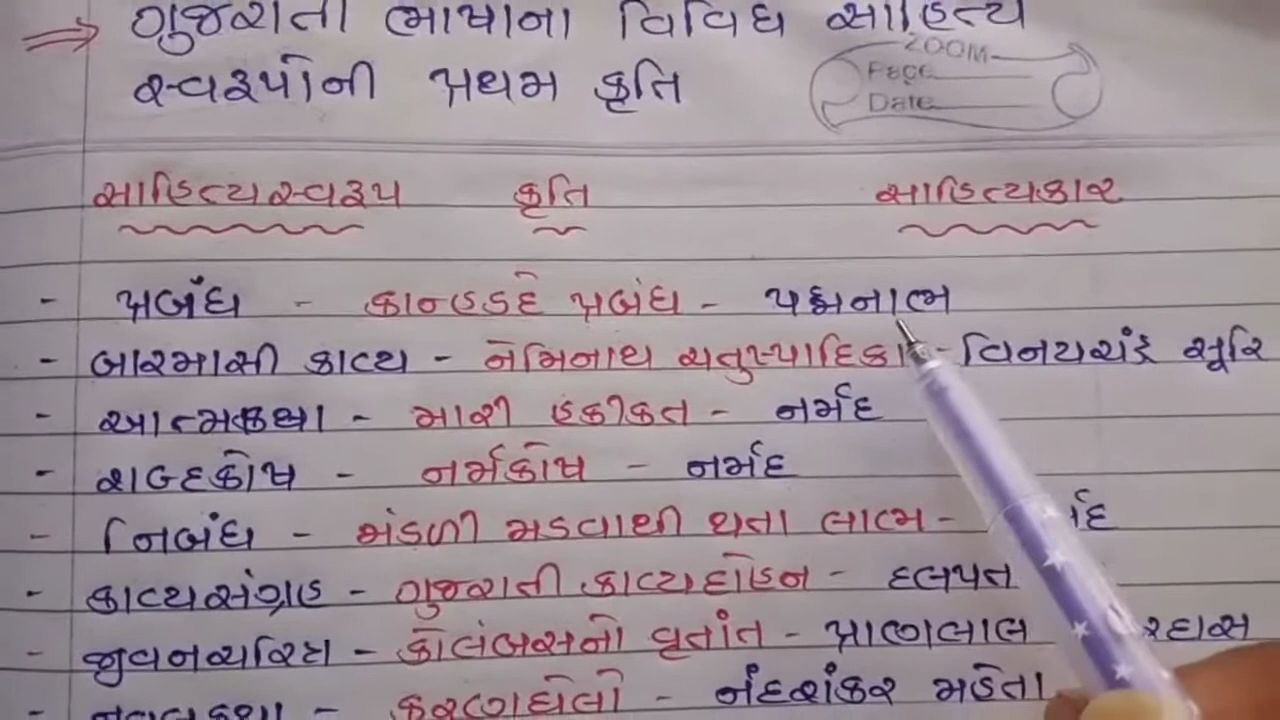 ગુજરાતી ભાષાના વિવિધ સાહિત્ય
સ્વરૂપોની પ્રથમ કૃતિ
ZOOM
Page
Date
સાહિત્યસ્વરૂપ કૃતિ સાહિત્યકાર
- પ્રબંધ - કાન્હડદે પ્રબંધ - પદ્મનાભ
- બારમાસી કાવ્ય - નેમિનાથ ચતુષ્પાદિકા - વિનયચંદ્ર સૂરિ
- આત્મકથા - મારી હકીકત - નર્મદ
- શબ્દકોષ - નર્મકોષ - નર્મદ
- નિબંધ - મંડળી મડવાથી થતા લાભ -
- કાવ્યસંગ્રહ - ગુજરાતી કાવ્યદોહન - દલપત
- જીવનચરિત્ર - કોલંબસનો વૃતાંત - પ્રાણલાલ
- નવલકથા - કરણઘેલો - નંદશંકર મહેતા